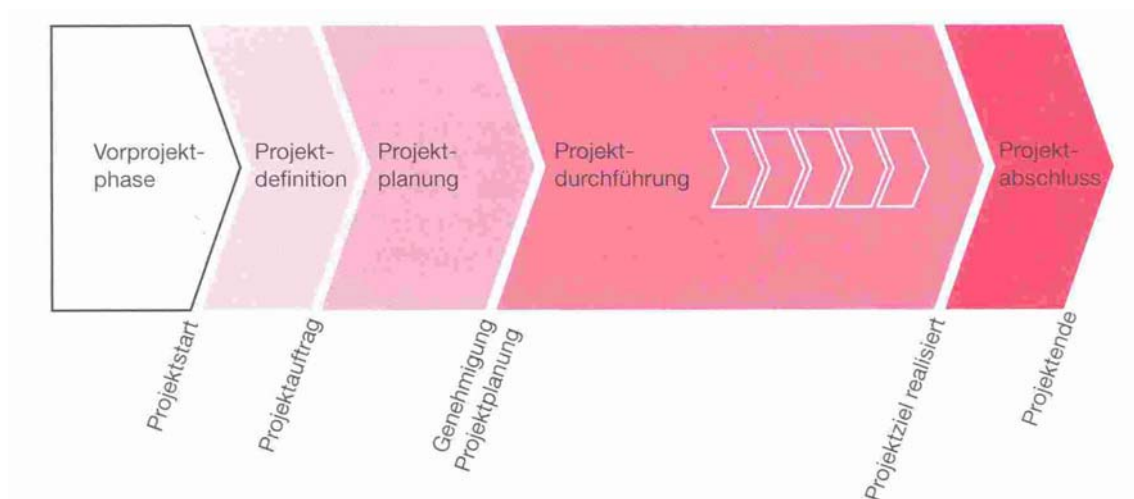 Vorprojekt-
phase
Projekt-
definition
Projekt-
planung
Projekt-
durchführung
Projekt-
abschluss
Projektstart
Projektauftrag
Genehmigung
Projektplanung
Projektziel realisiert
Projektende